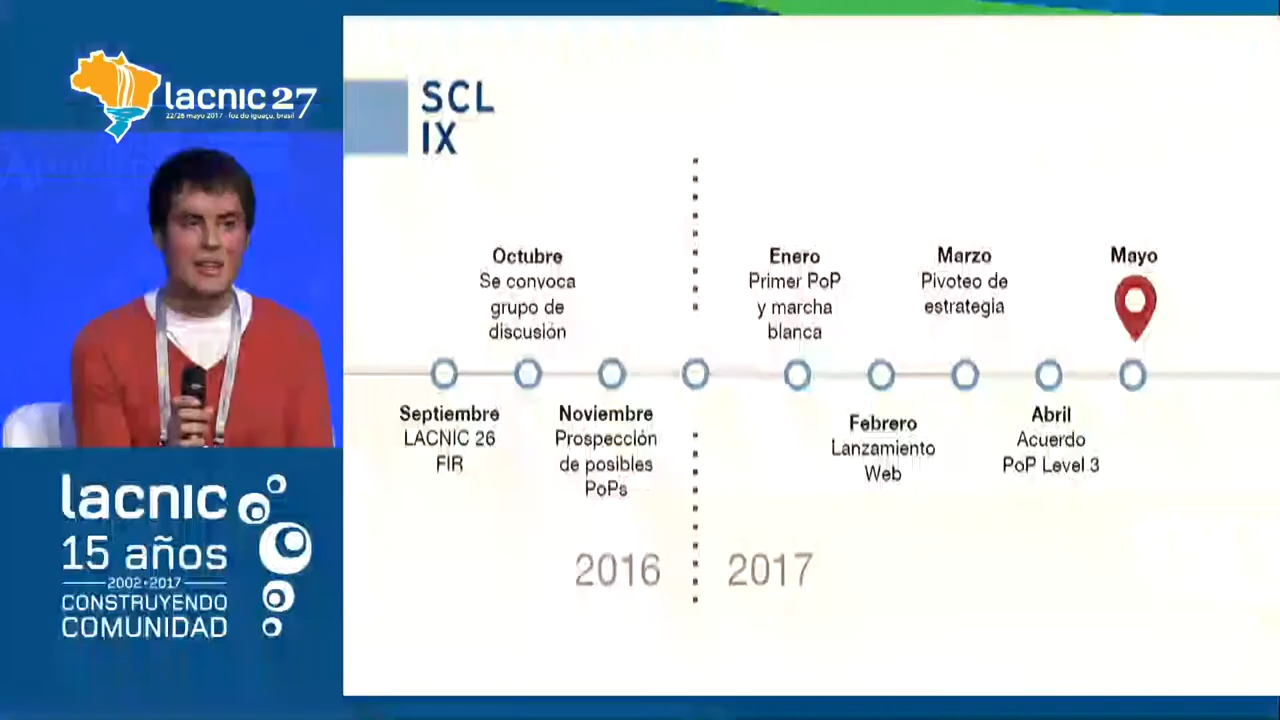 lacnic 27
22/26 mayo 2017 - foz do iguaçu, brasil
SCL
IX
Octubre
Se convoca
grupo de
discusión
Enero
Primer PoP
y marcha
blanca
Marzo
Pivoteo de
estrategia
Mayo
Septiembre
LACNIC 26
FIR
Noviembre
Prospección
de posibles
PoPs
Febrero
Lanzamiento
Web
Abril
Acuerdo
PoP Level 3
2016
2017
lacnic
15 años
2002•2017
CONSTRUYENDO
COMUNIDAD